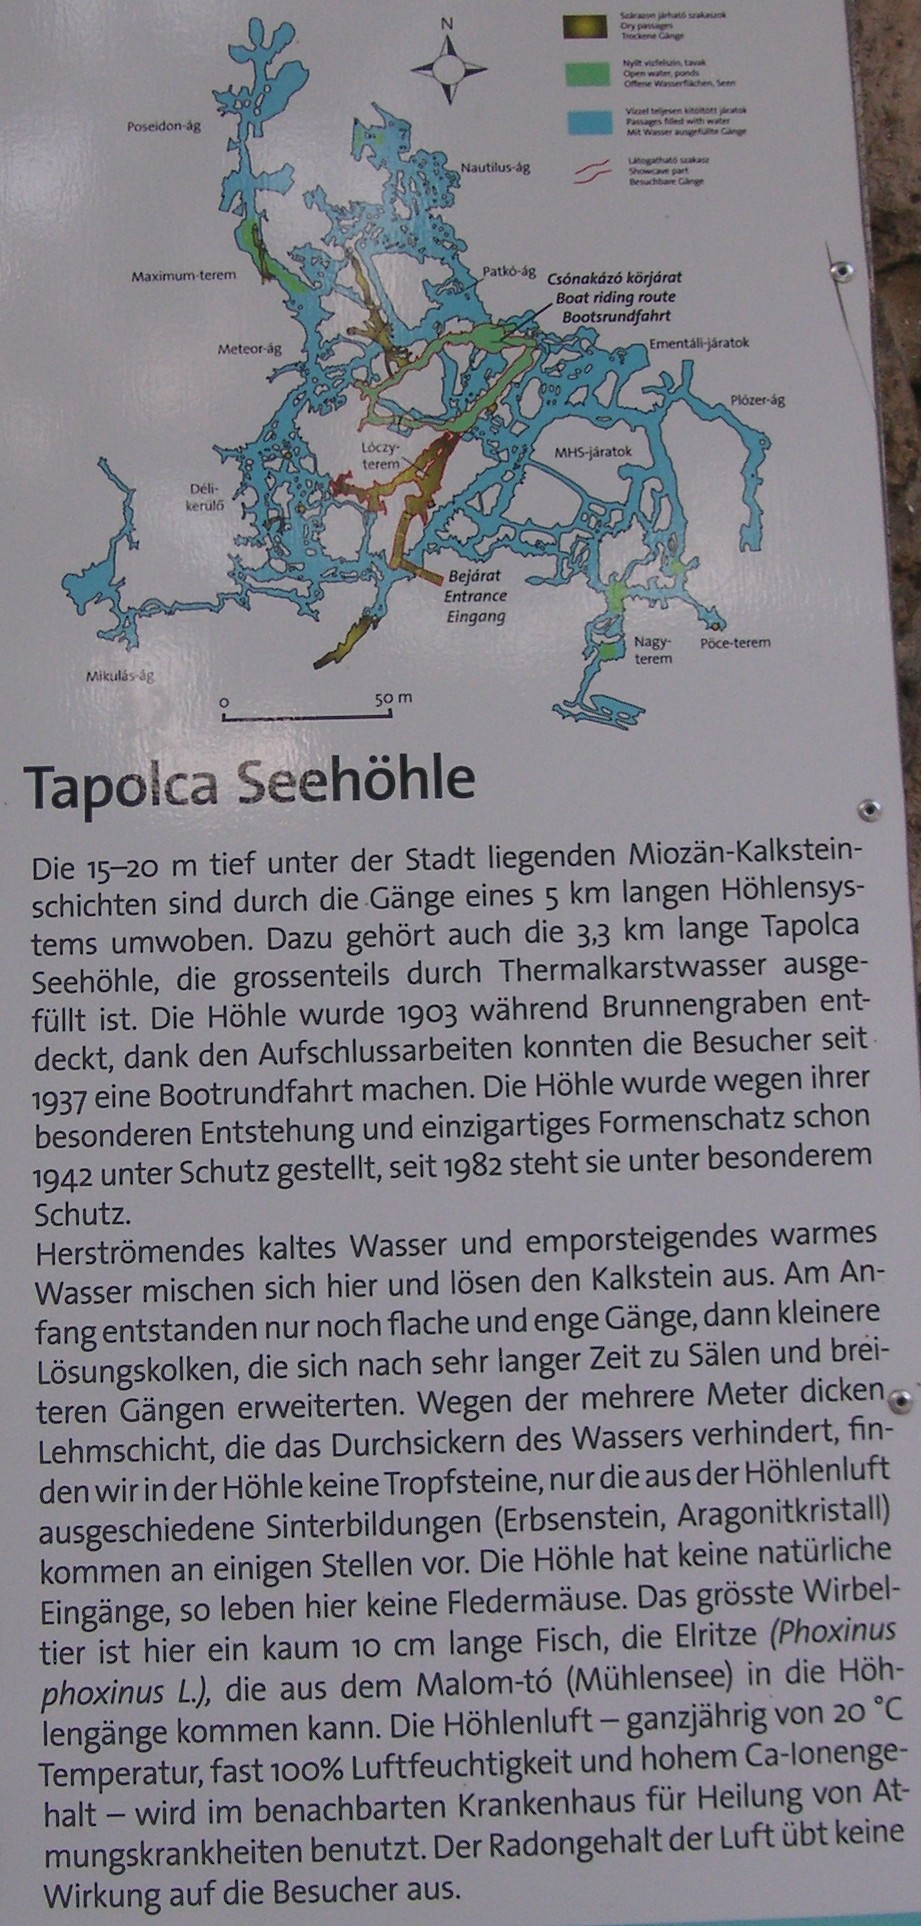 N
Szárazon járható szakaszok
Dry passages
Trockene Gänge
Nyílt vízfelszín, tavak
Open water, ponds
Offene Wasserflächen, Seen
Vízzel teljesen kitöltött járatok
Passages filled with water
Mit Wasser ausgefüllte Gänge
Látogatható szakasz
Showcave part
Besuchbare Gänge
Poseidon-ág
Nautilus-ág
Maximum-terem
Patkó-ág
Csónakázó körjárat
Boat riding route
Bootsrundfahrt
Meteor-ág
Ementáli-járatok
Plózer-ág
Lóczy-
terem
MHS-járatok
Déli-
kerülő
Bejárat
Entrance
Eingang
Nagy-
terem
Pöce-terem
Mikulás-ág
0 50 m
Tapolca Seehöhle
Die 15–20 m tief unter der Stadt liegenden Miozän-Kalkstein-
schichten sind durch die Gänge eines 5 km langen Höhlensys-
tems umwoben. Dazu gehört auch die 3,3 km lange Tapolca
Seehöhle, die grossenteils durch Thermalkarstwasser ausge-
füllt ist. Die Höhle wurde 1903 während Brunnengraben ent-
deckt, dank den Aufschlussarbeiten konnten die Besucher seit
1937 eine Bootrundfahrt machen. Die Höhle wurde wegen ihrer
besonderen Entstehung und einzigartiges Formenschatz schon
1942 unter Schutz gestellt, seit 1982 steht sie unter besonderem
Schutz.
Herströmendes kaltes Wasser und emporsteigendes warmes
Wasser mischen sich hier und lösen den Kalkstein aus. Am An-
fang entstanden nur noch flache und enge Gänge, dann kleinere
Lösungskolken, die sich nach sehr langer Zeit zu Sälen und brei-
teren Gängen erweiterten. Wegen der mehrere Meter dicken
Lehmschicht, die das Durchsickern des Wassers verhindert, fin-
den wir in der Höhle keine Tropfsteine, nur die aus der Höhlenluft
ausgeschiedene Sinterbildungen (Erbsenstein, Aragonitkristall)
kommen an einigen Stellen vor. Die Höhle hat keine natürliche
Eingänge, so leben hier keine Fledermäuse. Das grösste Wirbel-
tier ist hier ein kaum 10 cm lange Fisch, die Elritze (Phoxinus
phoxinus L.), die aus dem Malom-tó (Mühlensee) in die Höh-
lengänge kommen kann. Die Höhlenluft – ganzjährig von 20 °C
Temperatur, fast 100% Luftfeuchtigkeit und hohem Ca-Ionenge-
halt – wird im benachbarten Krankenhaus für Heilung von At-
mungskrankheiten benutzt. Der Radongehalt der Luft übt keine
Wirkung auf die Besucher aus.